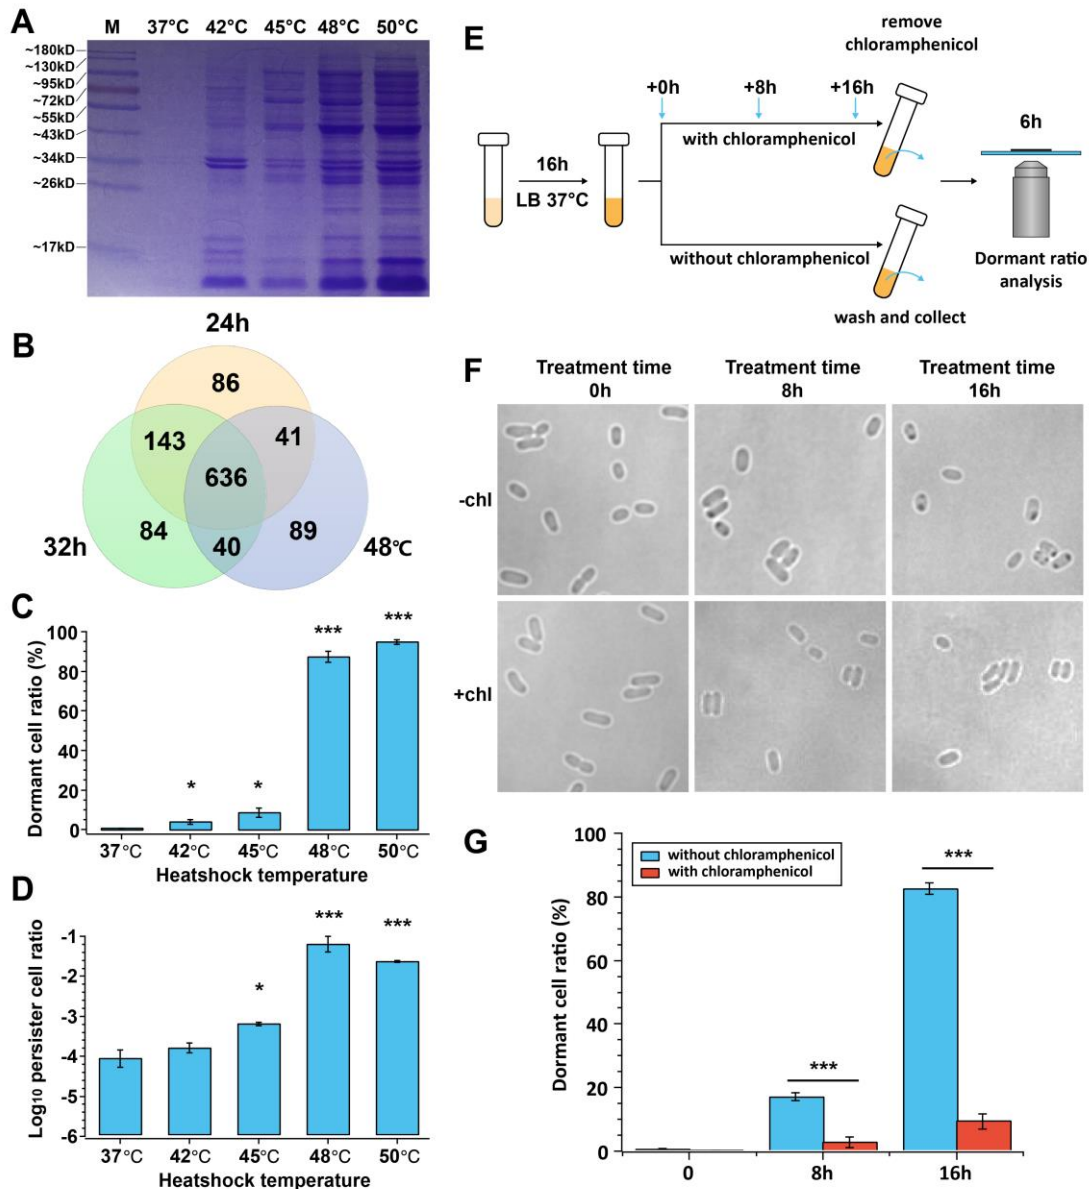 A
M 37°C 42°C 45°C 48°C 50°C
~180kD
~130kD
~95kD
~72kD
~55kD
~43kD
~34kD
~26kD
~17kD
B
24h
86
143
41
636
84
40
89
32h
48℃
C
Dormant cell ratio (%)
100
80
60
40
20
0
*
*
***
***
37°C 42°C 45°C 48°C 50°C
Heatshock temperature
D
Log10 persister cell ratio
-1
-2
-3
-4
-5
-6
*
***
***
37°C 42°C 45°C 48°C 50°C
Heatshock temperature
E
remove
chloramphenicol
+0h +8h +16h
with chloramphenicol
16h
LB 37°C
without chloramphenicol
wash and collect
6h
Dormant ratio
analysis
F
Treatment time
0h
Treatment time
8h
Treatment time
16h
-chl
+chl
G
Dormant cell ratio (%)
100
80
60
40
20
0
without chloramphenicol
with chloramphenicol
***
***
0 8h 16h